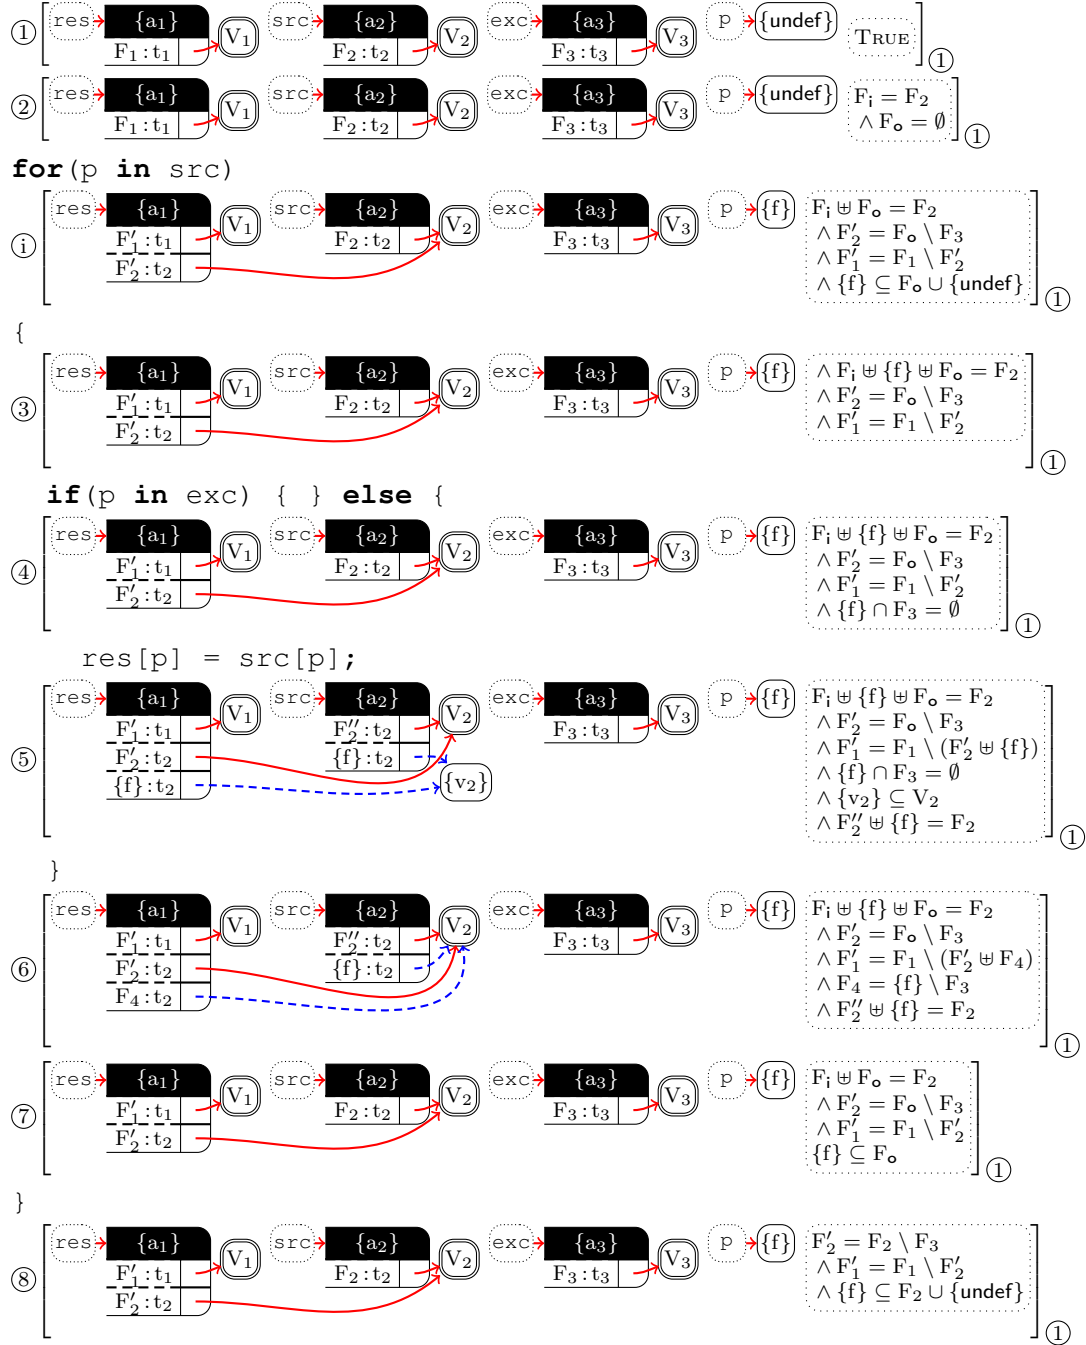 ① res {a₁} V₁ src {a₂} V₂ exc {a₃} V₃ p {undef} TRUE ①
F₁:t₁ F₂:t₂ F₃:t₃
② res {a₁} V₁ src {a₂} V₂ exc {a₃} V₃ p {undef} Fᵢ = F₂ ①
F₁:t₁ F₂:t₂ F₃:t₃ ∧ Fₒ = ∅
for(p in src)
ⓘ res {a₁} V₁ src {a₂} V₂ exc {a₃} V₃ p {f} Fᵢ ⊎ Fₒ = F₂ ①
F′₁:t₁ F₂:t₂ F₃:t₃ ∧ F′₂ = Fₒ \ F₃
F′₂:t₂ ∧ F′₁ = F₁ \ F′₂
∧ {f} ⊆ Fₒ ∪ {undef}
{
③ res {a₁} V₁ src {a₂} V₂ exc {a₃} V₃ p {f} ∧ Fᵢ ⊎ {f} ⊎ Fₒ = F₂ ①
F′₁:t₁ F₂:t₂ F₃:t₃ ∧ F′₂ = Fₒ \ F₃
F′₂:t₂ ∧ F′₁ = F₁ \ F′₂
if(p in exc) { } else {
④ res {a₁} V₁ src {a₂} V₂ exc {a₃} V₃ p {f} Fᵢ ⊎ {f} ⊎ Fₒ = F₂ ①
F′₁:t₁ F₂:t₂ F₃:t₃ ∧ F′₂ = Fₒ \ F₃
F′₂:t₂ ∧ F′₁ = F₁ \ F′₂
∧ {f} ∩ F₃ = ∅
res[p] = src[p];
⑤ res {a₁} V₁ src {a₂} V₂ exc {a₃} V₃ p {f} Fᵢ ⊎ {f} ⊎ Fₒ = F₂ ①
F′₁:t₁ F″₂:t₂ F₃:t₃ ∧ F′₂ = Fₒ \ F₃
F′₂:t₂ {f}:t₂ ∧ F′₁ = F₁ \ (F′₂ ⊎ {f})
{f}:t₂ {v₂} ∧ {f} ∩ F₃ = ∅
∧ {v₂} ⊆ V₂
∧ F″₂ ⊎ {f} = F₂
}
⑥ res {a₁} V₁ src {a₂} V₂ exc {a₃} V₃ p {f} Fᵢ ⊎ {f} ⊎ Fₒ = F₂ ①
F′₁:t₁ F″₂:t₂ F₃:t₃ ∧ F′₂ = Fₒ \ F₃
F′₂:t₂ {f}:t₂ ∧ F′₁ = F₁ \ (F′₂ ⊎ F₄)
F₄:t₂ ∧ F₄ = {f} \ F₃
∧ F″₂ ⊎ {f} = F₂
⑦ res {a₁} V₁ src {a₂} V₂ exc {a₃} V₃ p {f} Fᵢ ⊎ Fₒ = F₂ ①
F′₁:t₁ F₂:t₂ F₃:t₃ ∧ F′₂ = Fₒ \ F₃
F′₂:t₂ ∧ F′₁ = F₁ \ F′₂
{f} ⊆ Fₒ
}
⑧ res {a₁} V₁ src {a₂} V₂ exc {a₃} V₃ p {f} F′₂ = F₂ \ F₃ ①
F′₁:t₁ F₂:t₂ F₃:t₃ ∧ F′₁ = F₁ \ F′₂
F′₂:t₂ ∧ {f} ⊆ F₂ ∪ {undef}